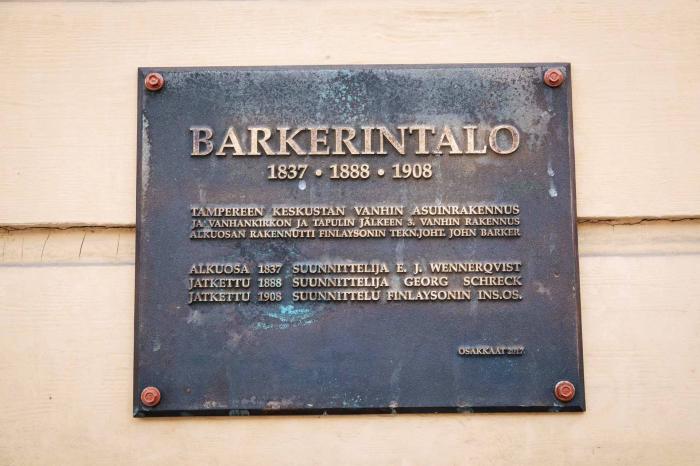 BARKERINTALO
1837 • 1888 • 1908
TAMPEREEN KESKUSTAN VANHIN ASUINRAKENNUS
JA VANHANKIRKON JA TAPULIN JÄLKEEN 3. VANHIN RAKENNUS
ALKUOSAN RAKENNUTTI FINLAYSONIN TEKN.JOHT. JOHN BARKER
ALKUOSA 1837 SUUNNITTELIJA E. J. WENNERQVIST
JATKETTU 1888 SUUNNITTELIJA GEORG SCHRECK
JATKETTU 1908 SUUNNITTELU FINLAYSONIN INS.OS.
OSAKKAAT 2017